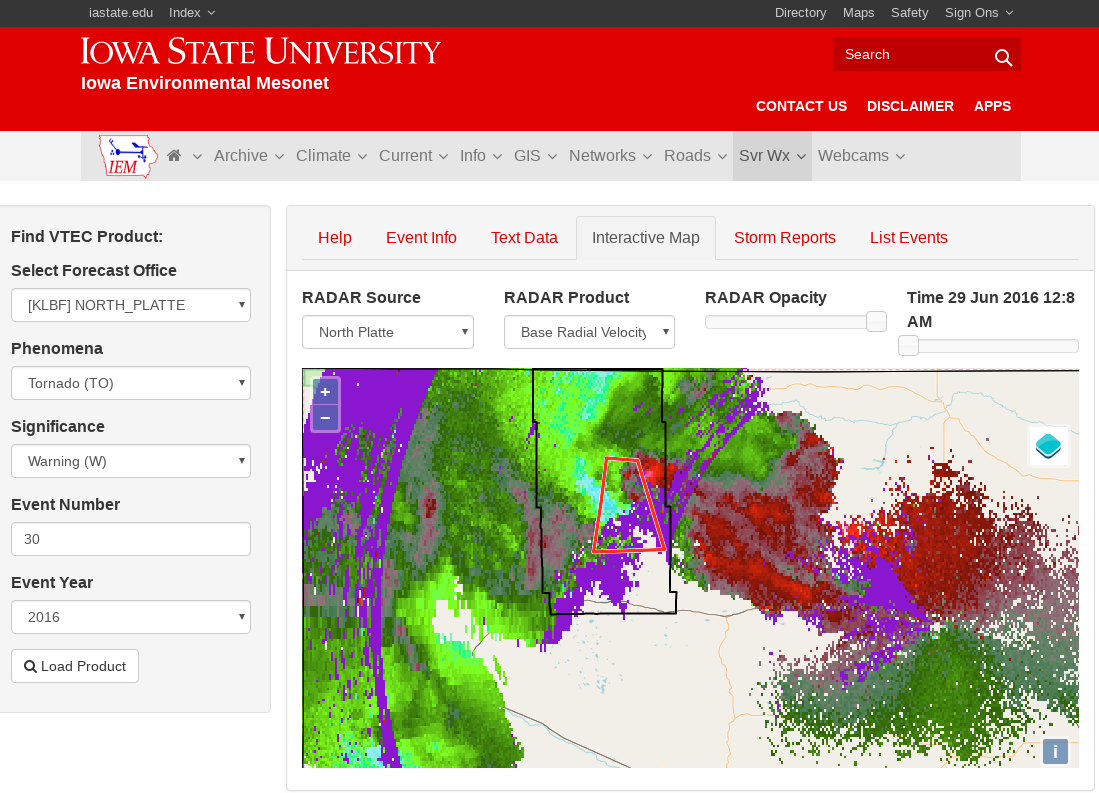 iastate.edu Index
Directory Maps Safety Sign Ons
IOWA STATE UNIVERSITY
Search
Iowa Environmental Mesonet
CONTACT US DISCLAIMER APPS
IEM Archive Climate Current Info GIS Networks Roads Svr Wx Webcams
Find VTEC Product:
Select Forecast Office
[KLBF] NORTH_PLATTE
Phenomena
Tornado (TO)
Significance
Warning (W)
Event Number
30
Event Year
2016
Load Product
Help Event Info Text Data Interactive Map Storm Reports List Events
RADAR Source
North Platte
RADAR Product
Base Radial Velocity
RADAR Opacity
Time 29 Jun 2016 12:8
AM
+
−
i